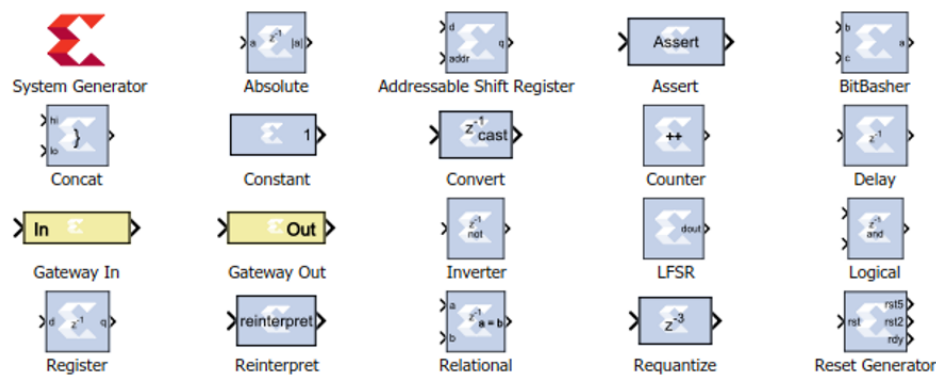 a z⁻¹ |a|
d q
addr
Assert
b a
c
System Generator Absolute Addressable Shift Register Assert BitBasher
hi
lo }
1
z⁻¹ cast
++
z⁻¹
Concat Constant Convert Counter Delay
In
Out
z⁻¹
not
dout
z⁻¹
and
Gateway In Gateway Out Inverter LFSR Logical
d z⁻¹ q
reinterpret
a z⁻¹
a = b
b
z⁻³
rst5
rst rst2
rdy
Register Reinterpret Relational Requantize Reset Generator